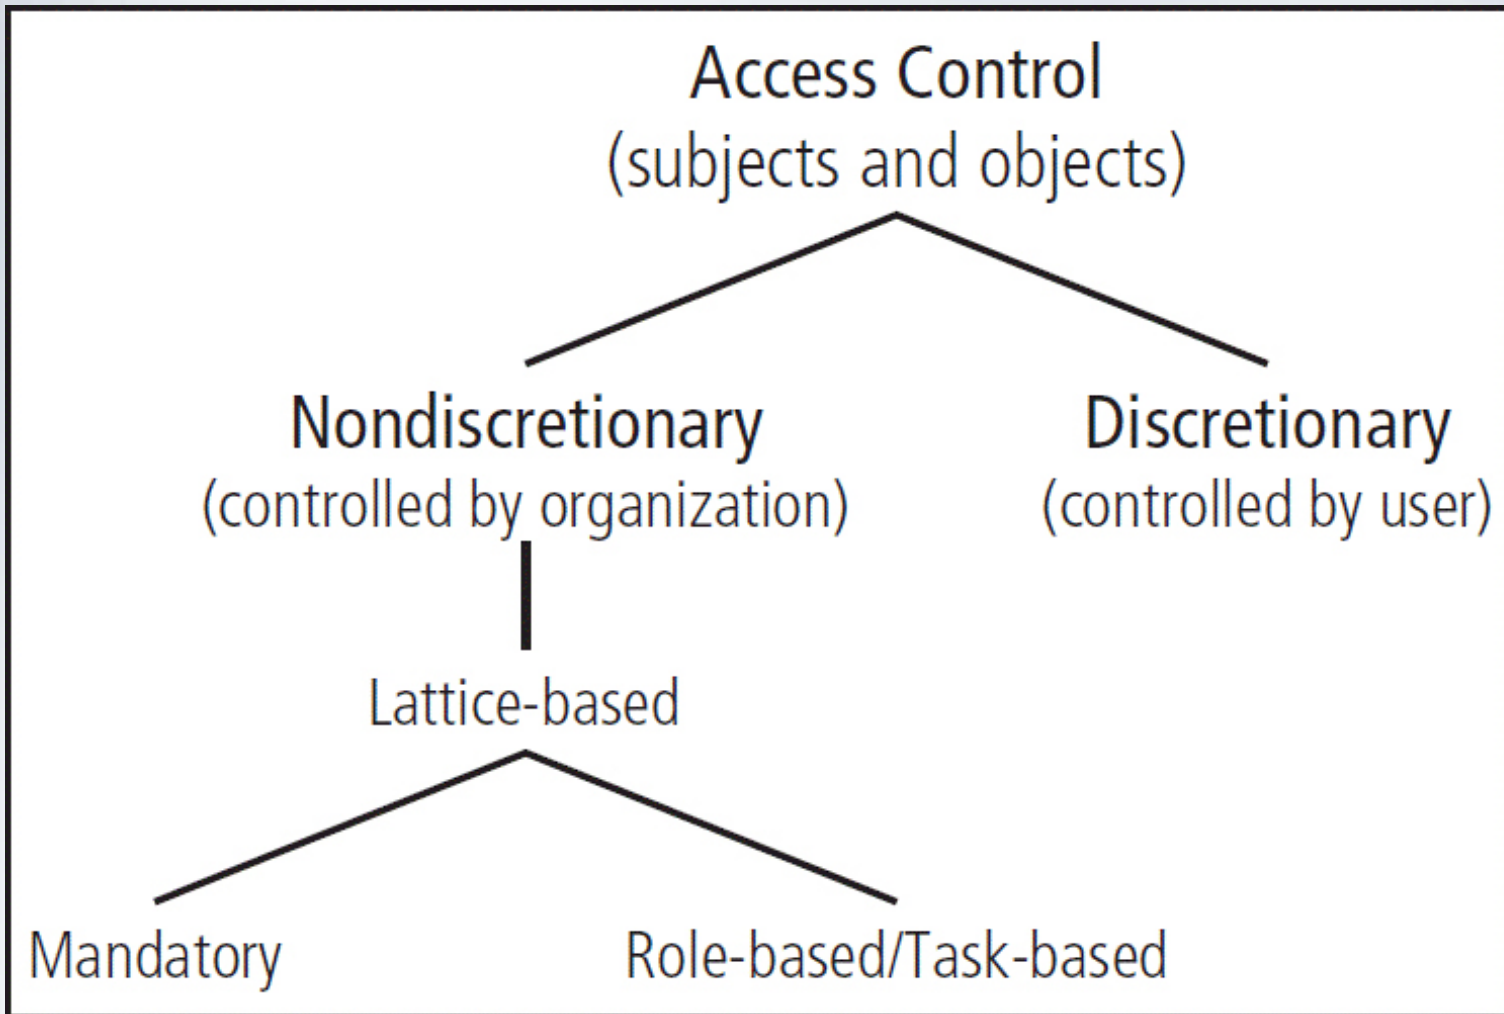 Access Control
(subjects and objects)
Nondiscretionary
(controlled by organization)
Discretionary
(controlled by user)
Lattice-based
Mandatory
Role-based/Task-based